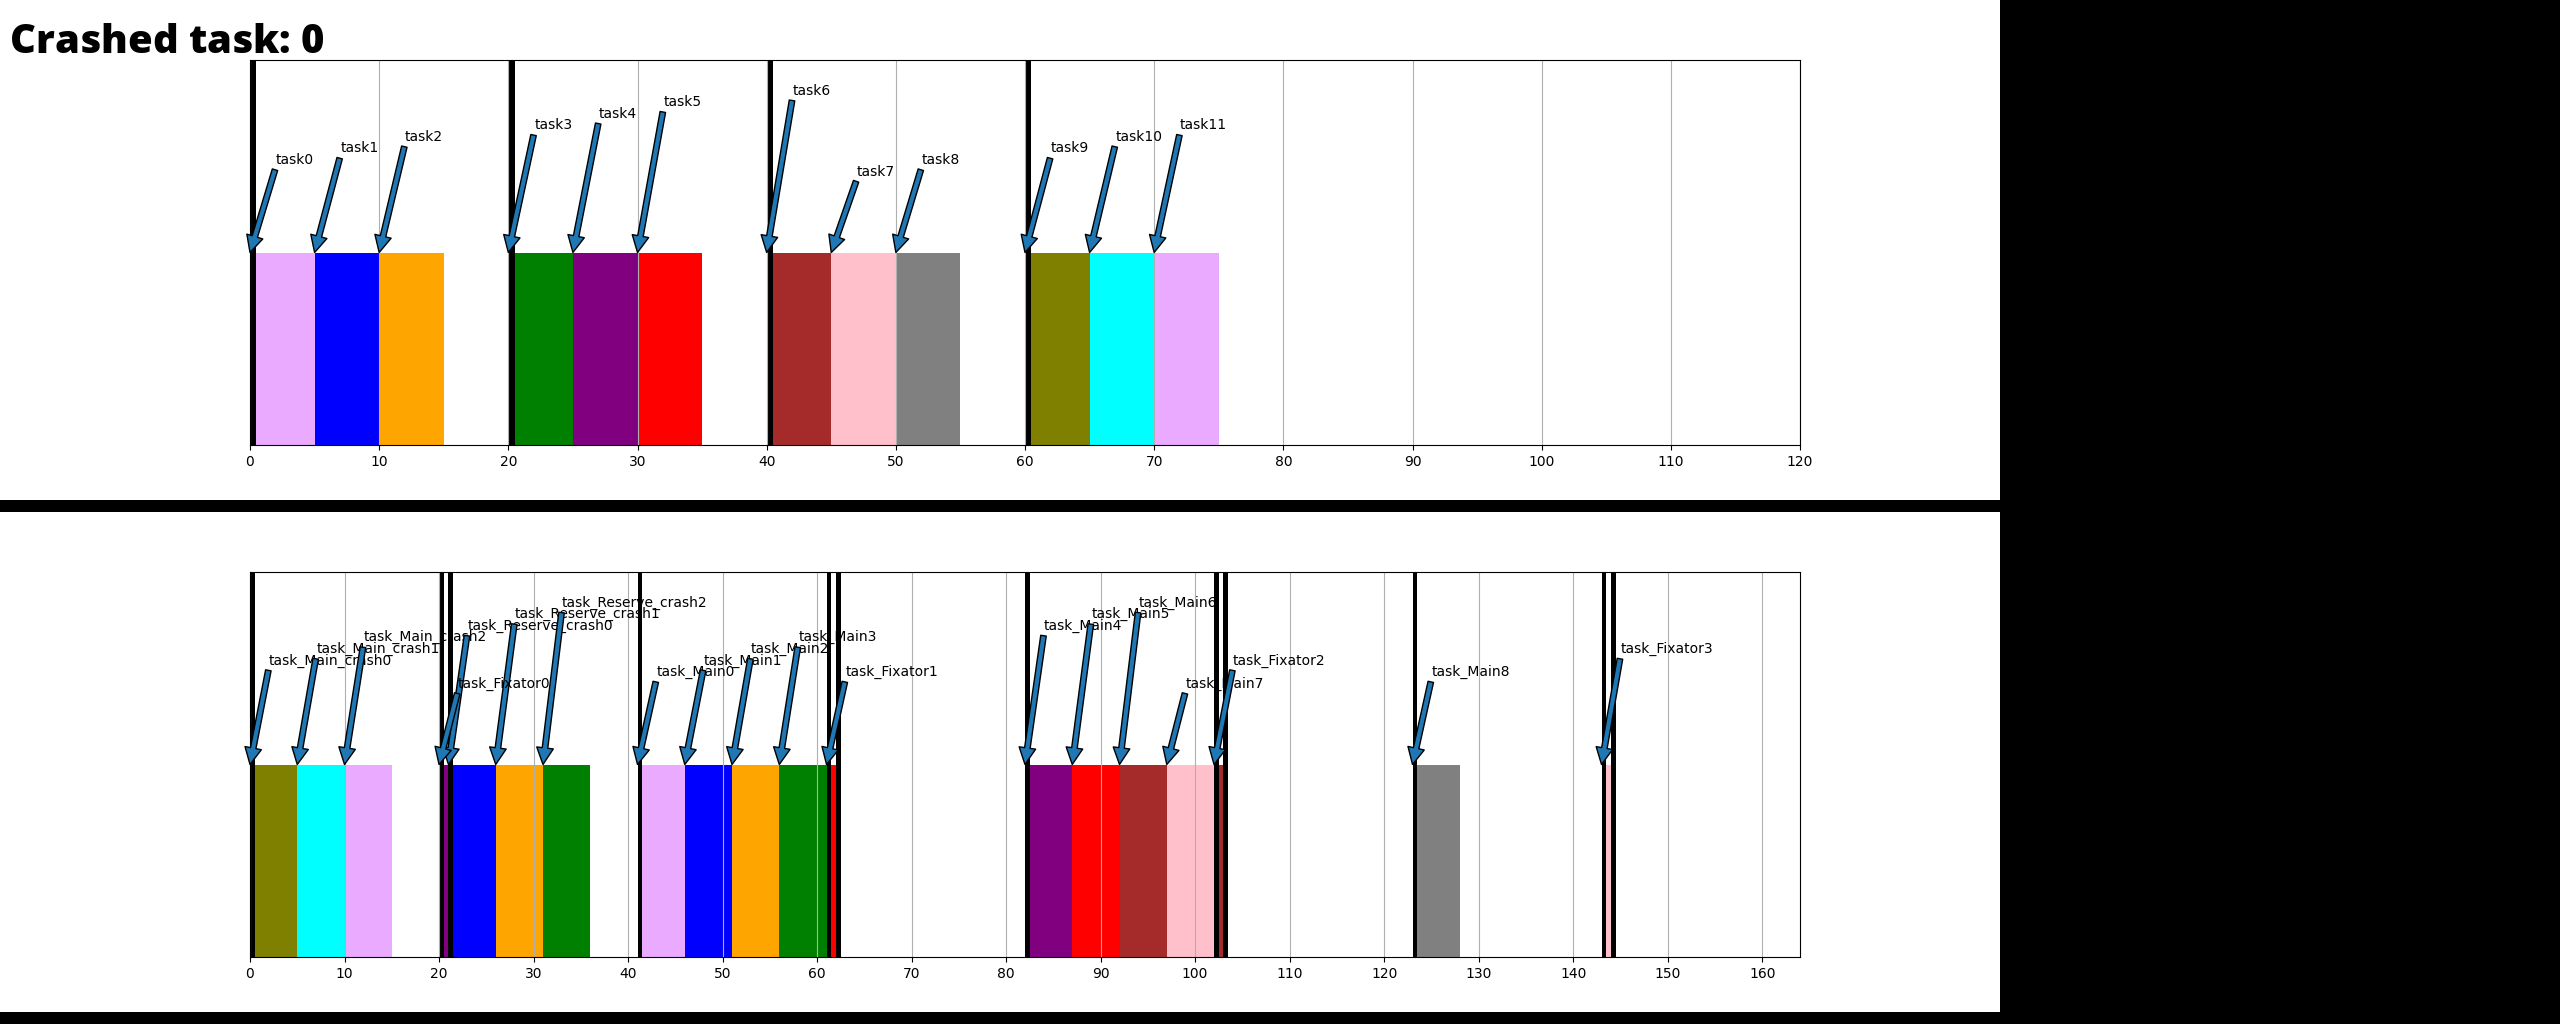 Crashed task: 0
task6
task5
task4
task3
task11
task2
task10
task1
task9
task0
task8
task7
0 10 20 30 40 50 60 70 80 90 100 110 120
task_Reserve_crash2
task_Main6
task_Reserve_crash1
task_Main5
task_Reserve_crash0
task_Main4
task_Main_crash2
task_Main3
task_Main_crash1
task_Main2
task_Fixator3
task_Main_crash0
task_Main1
task_Fixator2
task_Main0
task_Fixator1
task_Main8
task_Fixator0
task_Main7
0 10 20 30 40 50 60 70 80 90 100 110 120 130 140 150 160